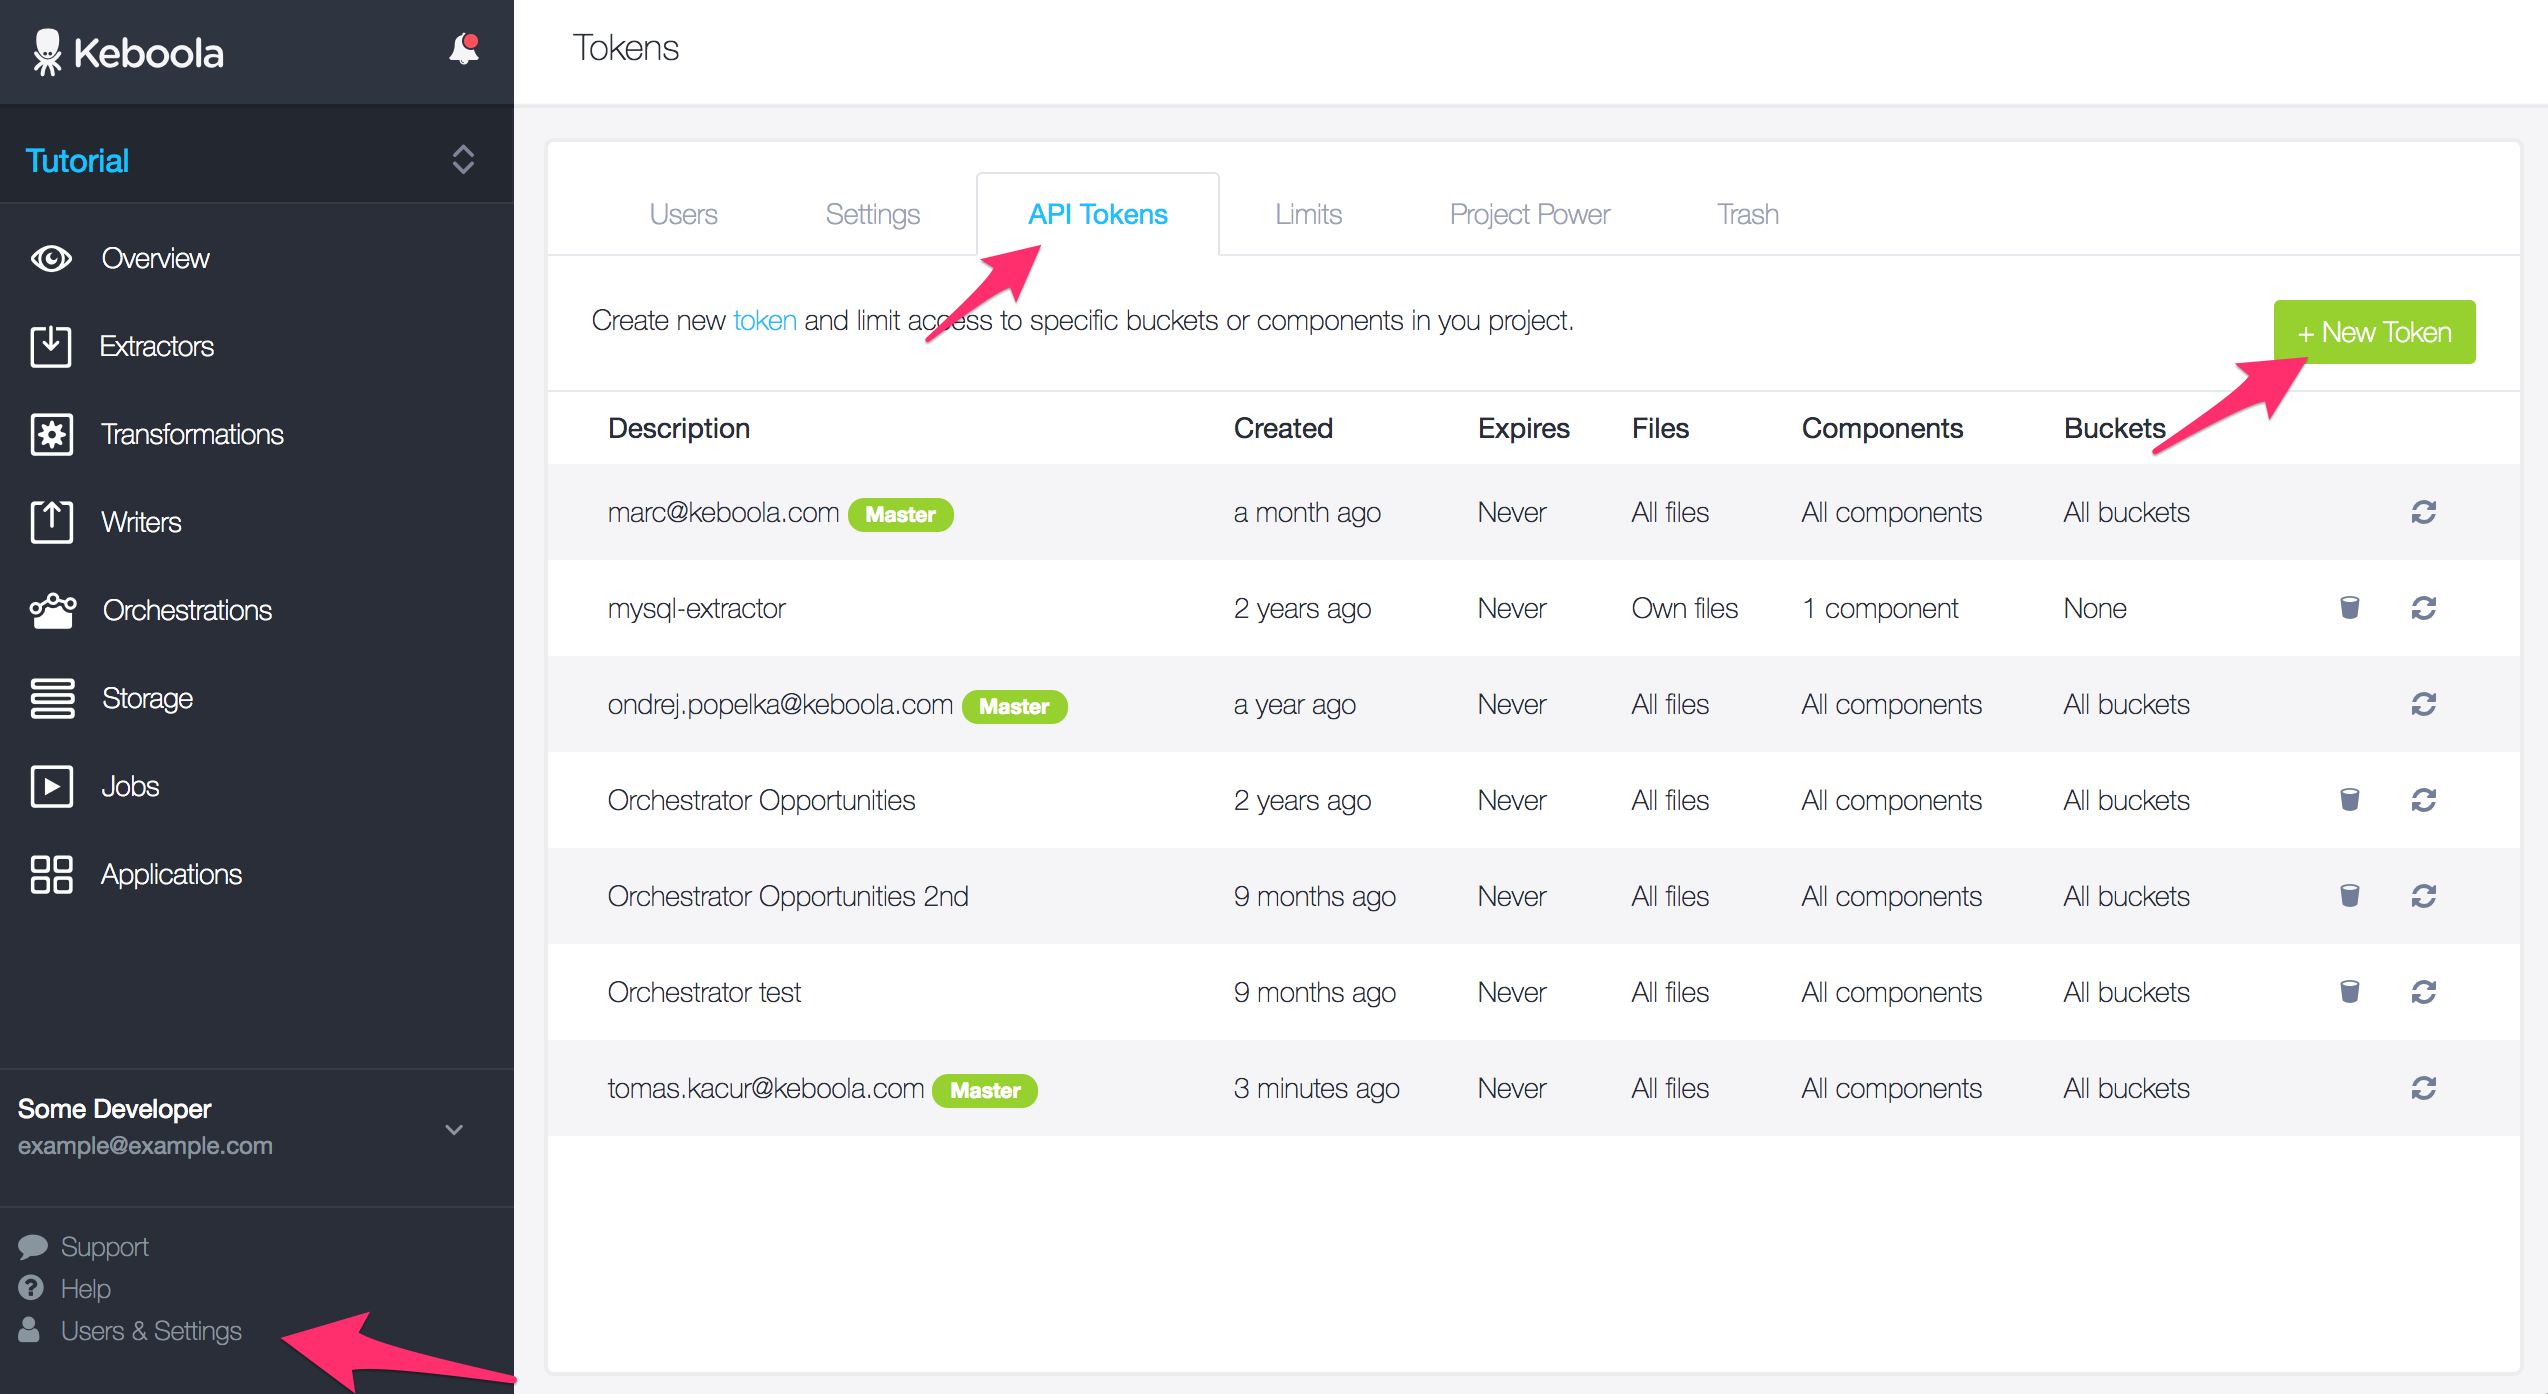 Keboola
Tutorial
Overview
Extractors
Transformations
Writers
Orchestrations
Storage
Jobs
Applications
Some Developer
example@example.com
Support
Help
Users & Settings
Tokens
Users Settings API Tokens Limits Project Power Trash
Create new token and limit access to specific buckets or components in you project.
+ New Token
Description Created Expires Files Components Buckets
marc@keboola.com Master a month ago Never All files All components All buckets
mysql-extractor 2 years ago Never Own files 1 component None
ondrej.popelka@keboola.com Master a year ago Never All files All components All buckets
Orchestrator Opportunities 2 years ago Never All files All components All buckets
Orchestrator Opportunities 2nd 9 months ago Never All files All components All buckets
Orchestrator test 9 months ago Never All files All components All buckets
tomas.kacur@keboola.com Master 3 minutes ago Never All files All components All buckets